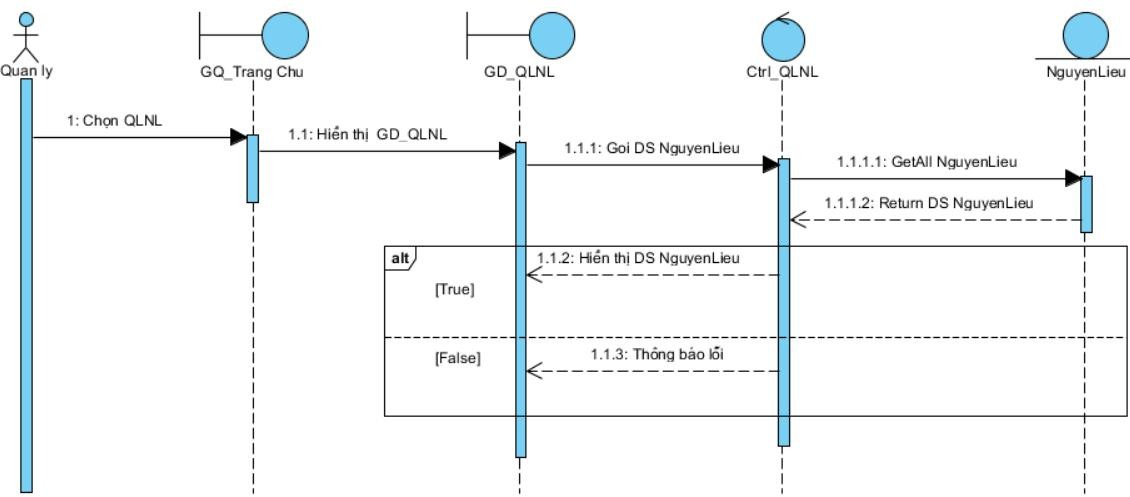 Quan ly
GQ_Trang Chu
GD_QLNL
Ctrl_QLNL
NguyenLieu
1: Chọn QLNL
1.1: Hiển thị GD_QLNL
1.1.1: Goi DS NguyenLieu
1.1.1.1: GetAll NguyenLieu
1.1.1.2: Return DS NguyenLieu
alt
1.1.2: Hiển thị DS NguyenLieu
[True]
1.1.3: Thông báo lỗi
[False]